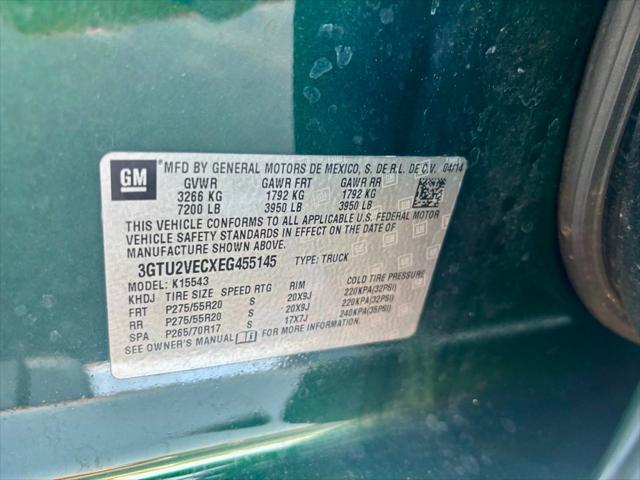 GM
MFD BY GENERAL MOTORS DE MEXICO, S. DE R.L. DE C.V. 04/14
GVWR GAWR FRT GAWR RR
3266 KG 1792 KG 1792 KG
7200 LB 3950 LB 3950 LB
THIS VEHICLE CONFORMS TO ALL APPLICABLE U.S. FEDERAL MOTOR
VEHICLE SAFETY STANDARDS IN EFFECT ON THE DATE OF
MANUFACTURE SHOWN ABOVE.
3GTU2VECXEG455145 TYPE: TRUCK
MODEL: K15543
KHDJ TIRE SIZE SPEED RTG RIM COLD TIRE PRESSURE
FRT P275/55R20 S 20X9J 220KPA(32PSI)
RR P275/55R20 S 20X9J 220KPA(32PSI)
SPA P265/70R17 S 17X7J 240KPA(35PSI)
SEE OWNER'S MANUAL FOR MORE INFORMATION.